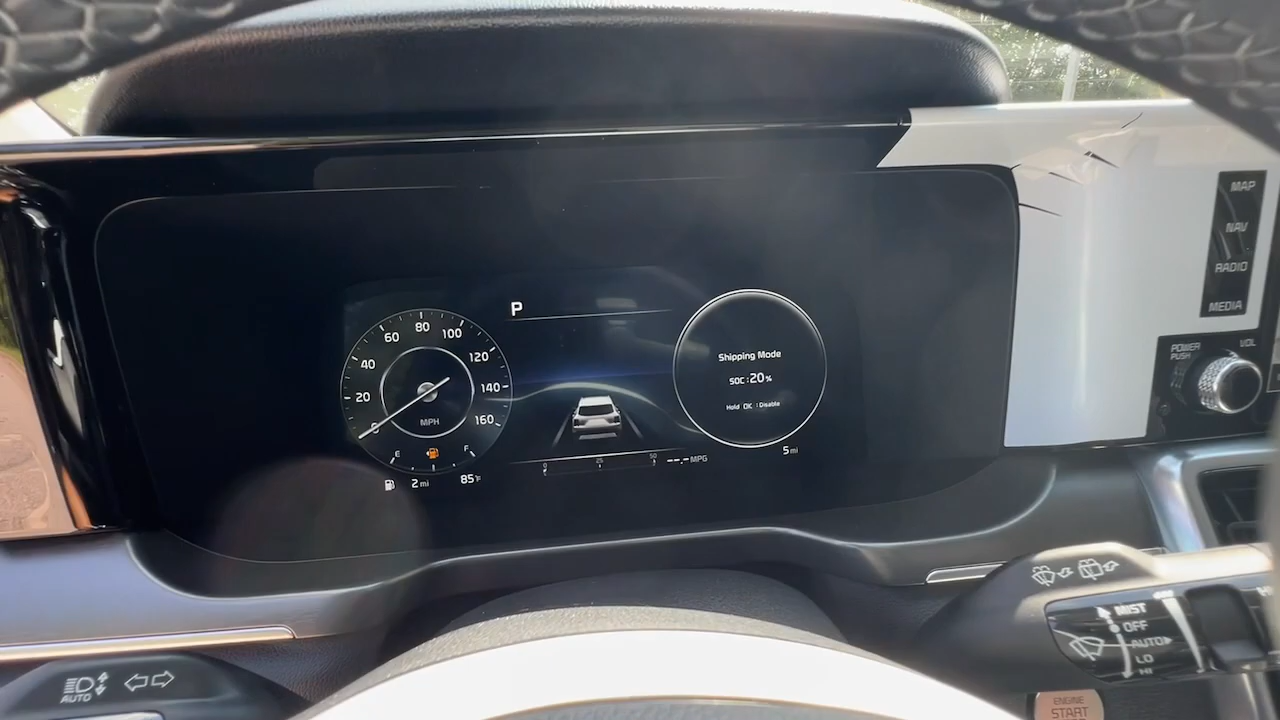 MAP
NAV
RADIO
MEDIA
POWER
PUSH
VOL
P
0
20
40
60
80
100
120
140
160
MPH
E
F
2 mi
85°F
Shipping Mode
SOC :20%
Hold OK : Disable
0
25
50
--.- MPG
5 mi
MIST
OFF
AUTO
LO
HI
AUTO
ENGINE
START